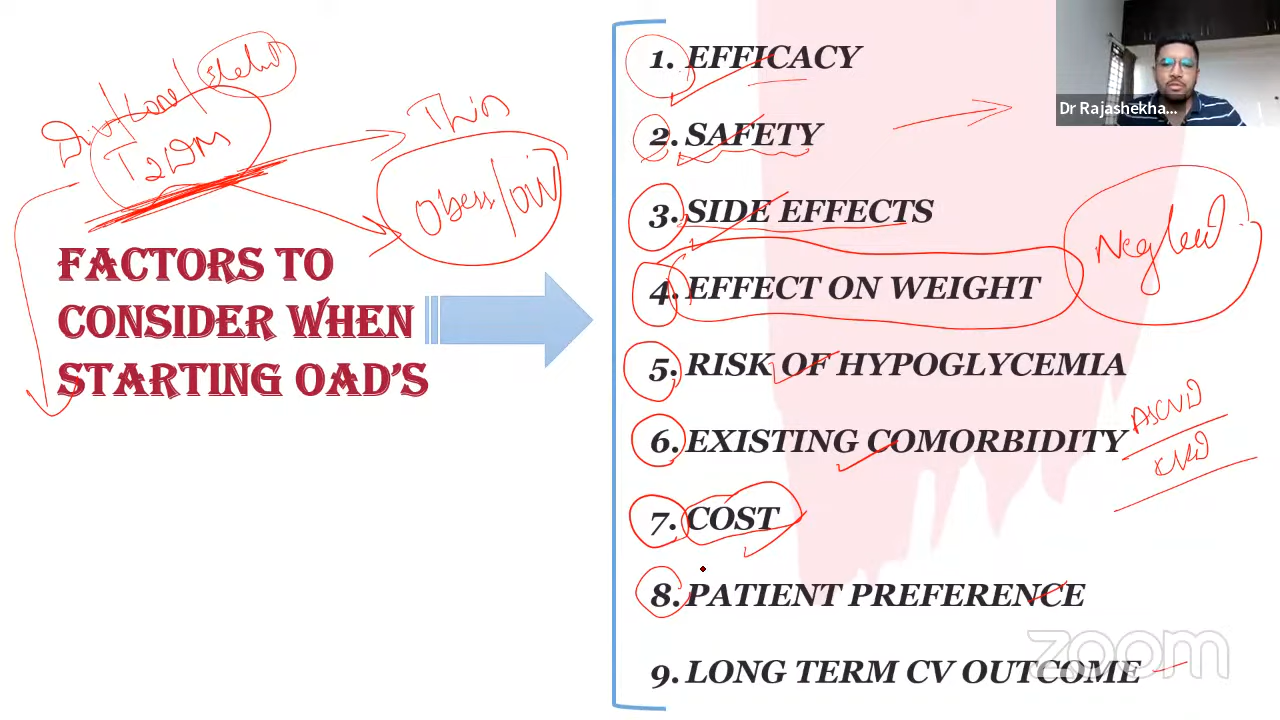 T2DM
Thin
Obess/OW
FACTORS TO
CONSIDER WHEN
STARTING OAD'S
1. EFFICACY
2. SAFETY
3. SIDE EFFECTS
4. EFFECT ON WEIGHT
5. RISK OF HYPOGLYCEMIA
6. EXISTING COMORBIDITY
7. COST
8. PATIENT PREFERENCE
9. LONG TERM CV OUTCOME
Dr Rajashekha...
ASCVD
CKD
zoom